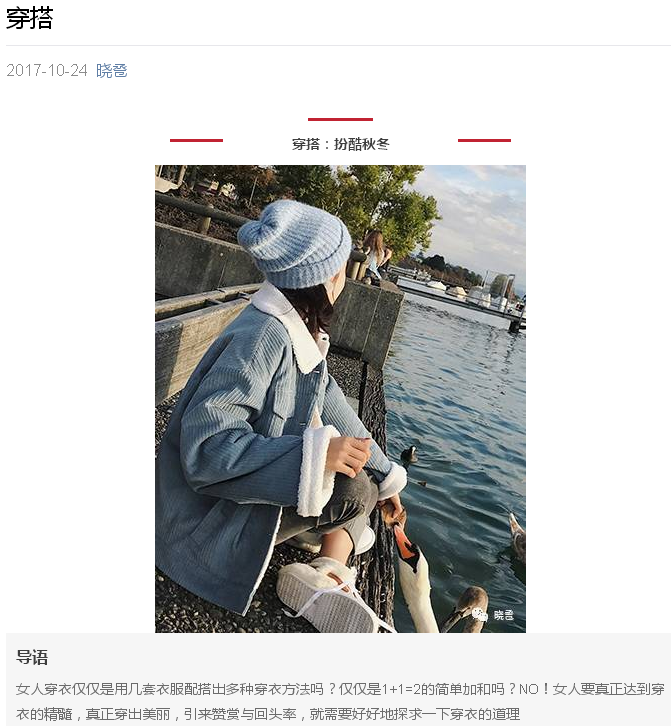 穿搭
2017-10-24 晓卺
穿搭：扮酷秋冬
晓卺
导语
女人穿衣仅仅是用几套衣服配搭出多种穿衣方法吗？仅仅是1+1=2的简单加和吗？NO！女人要真正达到穿
衣的精髓，真正穿出美丽，引来赞赏与回头率，就需要好好地探求一下穿衣的道理